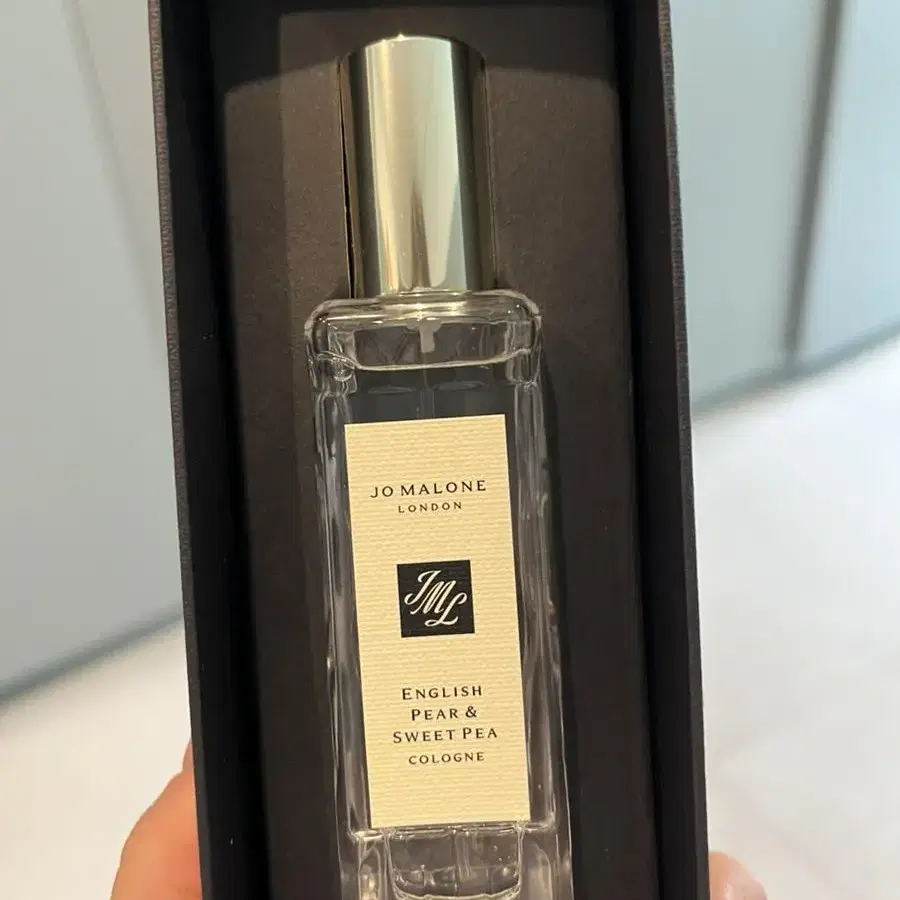 JO MALONE
LONDON
JML
ENGLISH
PEAR &
SWEET PEA
COLOGNE